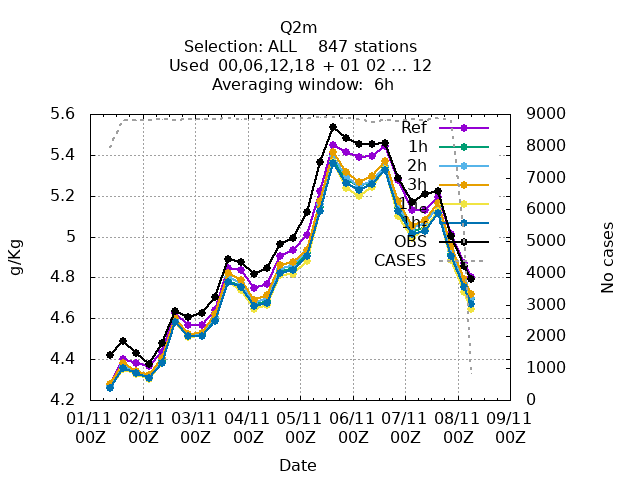 Q2m
Selection: ALL    847 stations
Used  00,06,12,18 + 01 02 ... 12
Averaging window:  6h
5.6
5.4
5.2
5
4.8
4.6
4.4
4.2
g/Kg
9000
8000
7000
6000
5000
4000
3000
2000
1000
0
No cases
Ref
1h
2h
3h
OBS
CASES
01/11 02/11 03/11 04/11 05/11 06/11 07/11 08/11 09/11
00Z 00Z 00Z 00Z 00Z 00Z 00Z 00Z 00Z
Date